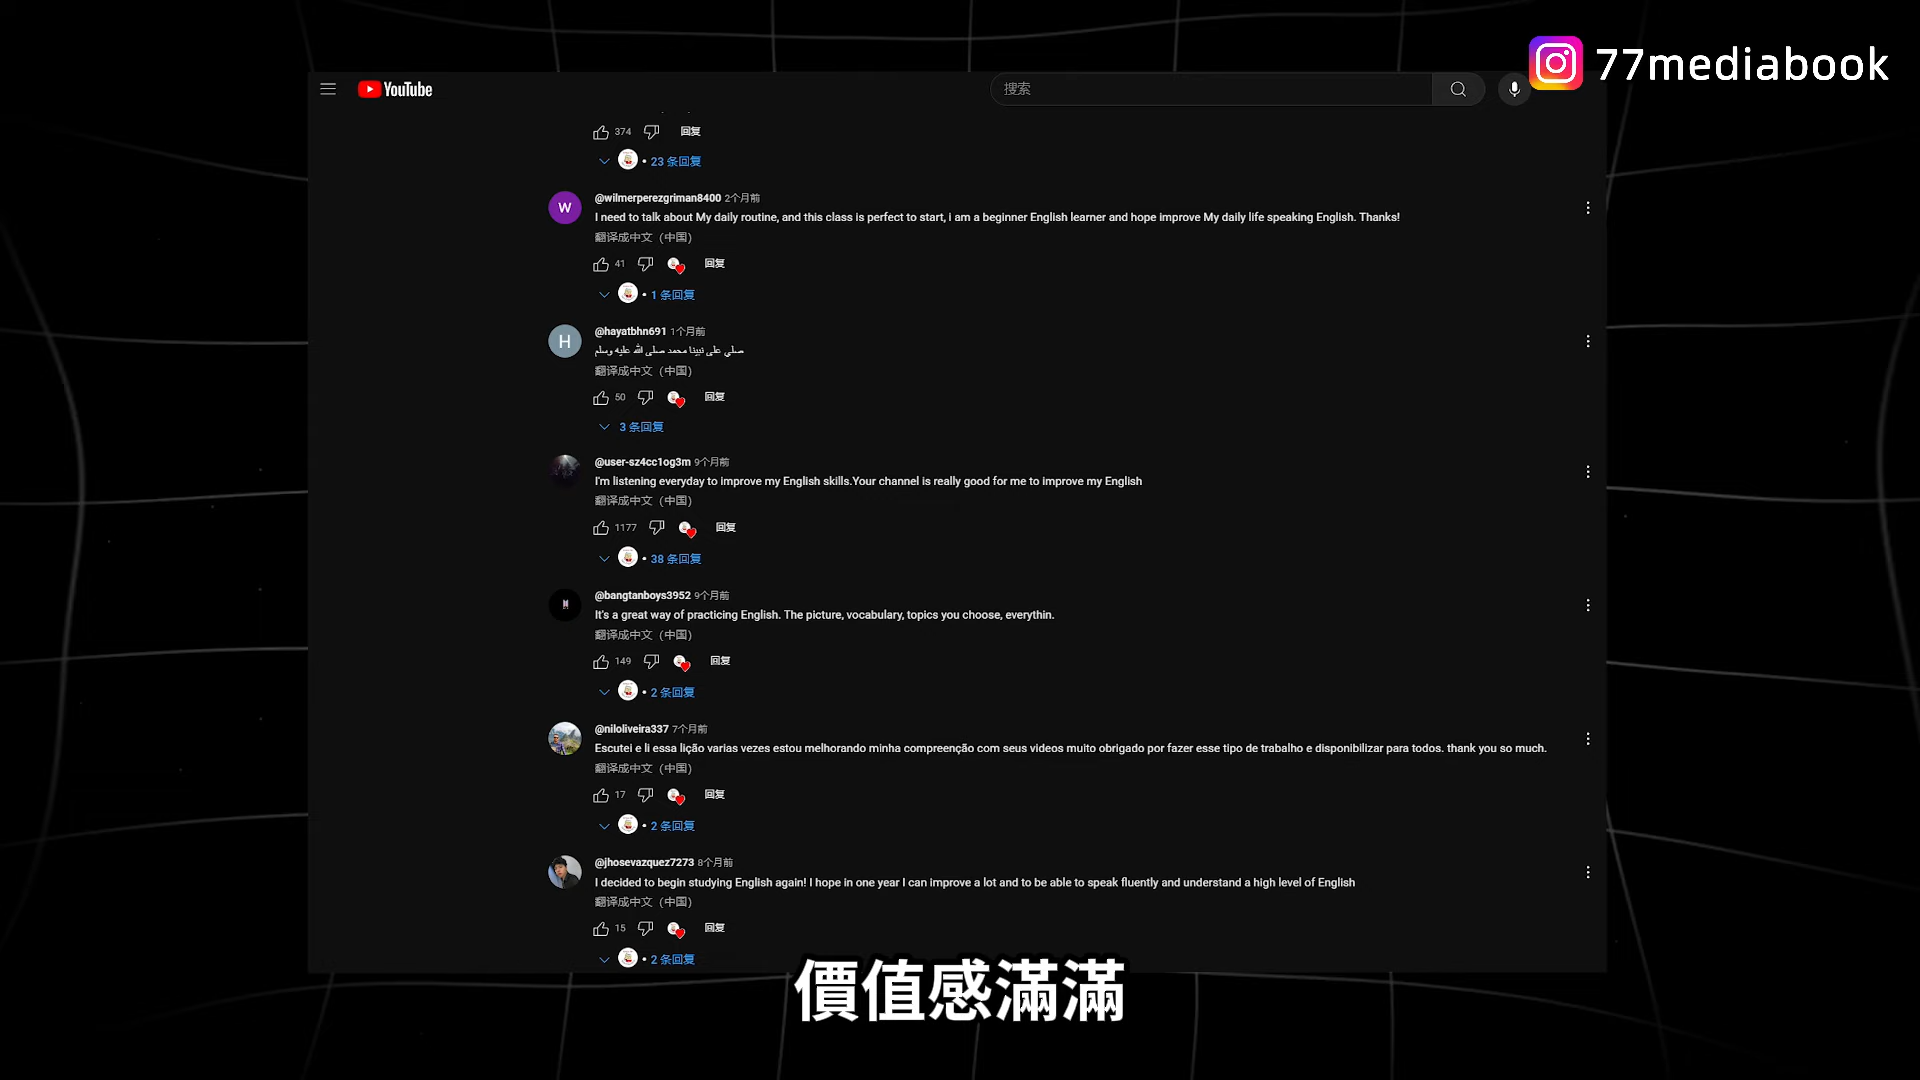 77mediabook
YouTube
搜索
374 回复
23 条回复
W
@wilmerperezgriman8400 2个月前
I need to talk about My daily routine, and this class is perfect to start, i am a beginner English learner and hope improve My daily life speaking English. Thanks!
翻译成中文（中国）
41 回复
1 条回复
H
@hayatbhn691 1个月前
صلي على نبينا محمد صلى الله عليه وسلم
翻译成中文（中国）
50 回复
3 条回复
@user-sz4cc1og3m 9个月前
I'm listening everyday to improve my English skills.Your channel is really good for me to improve my English
翻译成中文（中国）
1177 回复
38 条回复
@bangtanboys3952 9个月前
It's a great way of practicing English. The picture, vocabulary, topics you choose, everythin.
翻译成中文（中国）
149 回复
2 条回复
@niloliveira337 7个月前
Escutei e li essa lição varias vezes estou melhorando minha compreenção com seus videos muito obrigado por fazer esse tipo de trabalho e disponibilizar para todos. thank you so much.
翻译成中文（中国）
17 回复
2 条回复
@jhosevazquez7273 8个月前
I decided to begin studying English again! I hope in one year I can improve a lot and to be able to speak fluently and understand a high level of English
翻译成中文（中国）
15 回复
2 条回复
價值感滿滿